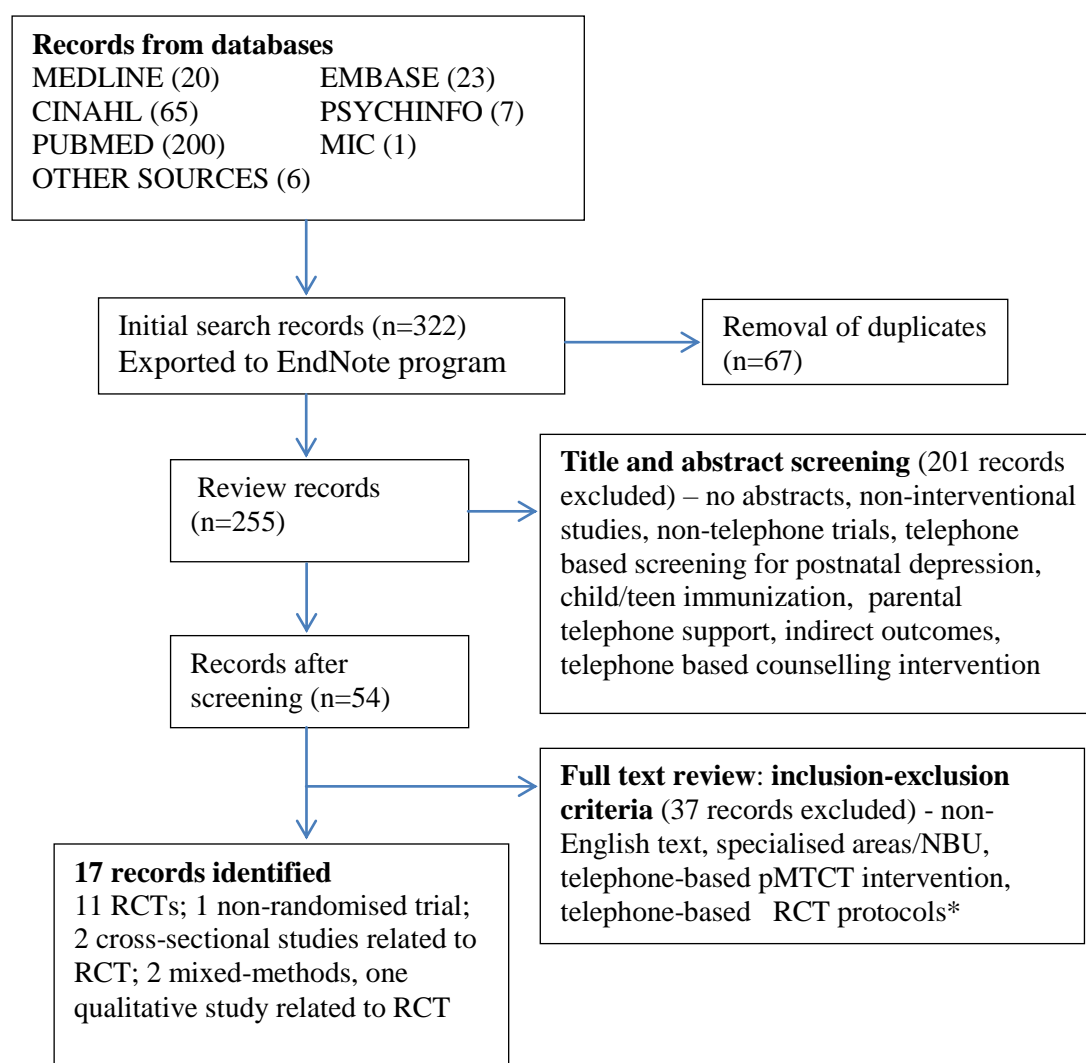 Records from databases
MEDLINE (20) EMBASE (23)
CINAHL (65) PSYCHINFO (7)
PUBMED (200) MIC (1)
OTHER SOURCES (6)
Initial search records (n=322)
Exported to EndNote program
Removal of duplicates
(n=67)
Review records
(n=255)
Title and abstract screening (201 records
excluded) – no abstracts, non-interventional
studies, non-telephone trials, telephone
based screening for postnatal depression,
child/teen immunization, parental
telephone support, indirect outcomes,
telephone based counselling intervention
Records after
screening (n=54)
Full text review: inclusion-exclusion
criteria (37 records excluded) - non-
English text, specialised areas/NBU,
telephone-based pMTCT intervention,
telephone-based RCT protocols*
17 records identified
11 RCTs; 1 non-randomised trial;
2 cross-sectional studies related to
RCT; 2 mixed-methods, one
qualitative study related to RCT